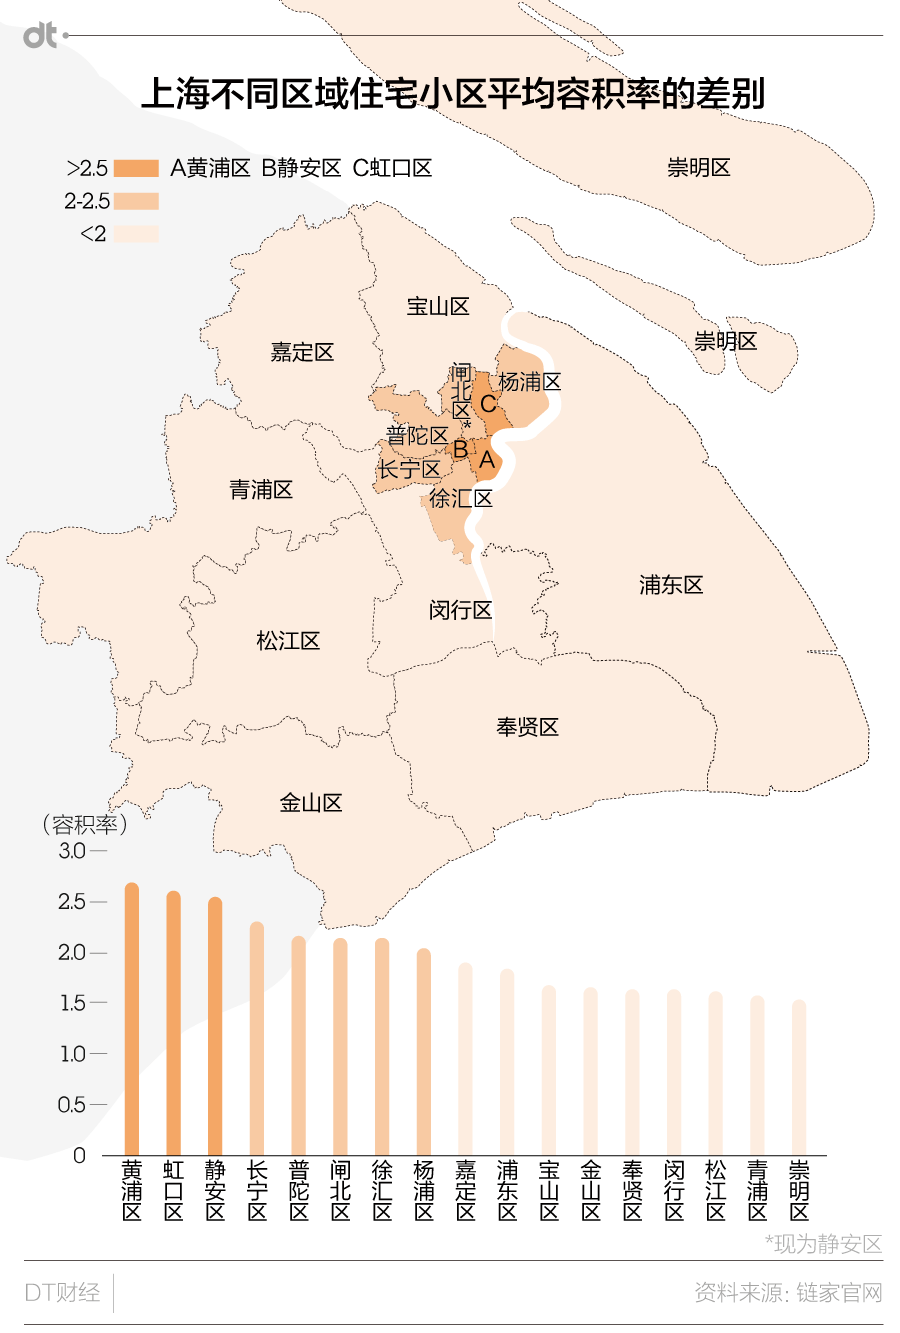 dt
上海不同区域住宅小区平均容积率的差别
>2.5 A黄浦区 B静安区 C虹口区
2-2.5
<2
崇明区
崇明区
宝山区
嘉定区
闸北区
*
杨浦区
C
普陀区
B
A
长宁区
徐汇区
青浦区
浦东区
闵行区
松江区
奉贤区
金山区
（容积率）
3.0
2.5
2.0
1.5
1.0
0.5
0
黄浦区 虹口区 静安区 长宁区 普陀区 闸北区 徐汇区 杨浦区 嘉定区 浦东区 宝山区 金山区 奉贤区 闵行区 松江区 青浦区 崇明区
*现为静安区
DT财经
资料来源：链家官网